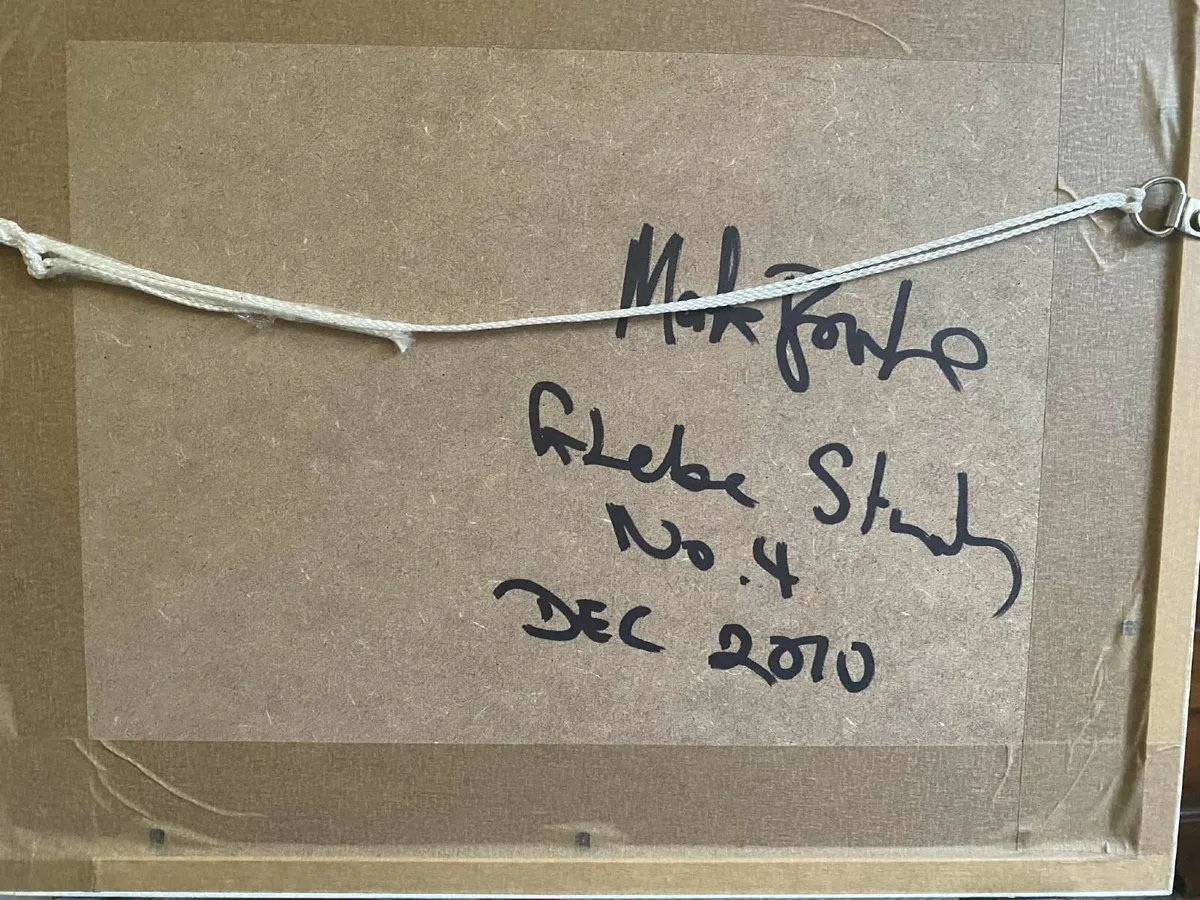 Mark
Glebe Study
No. 4
DEC 2010